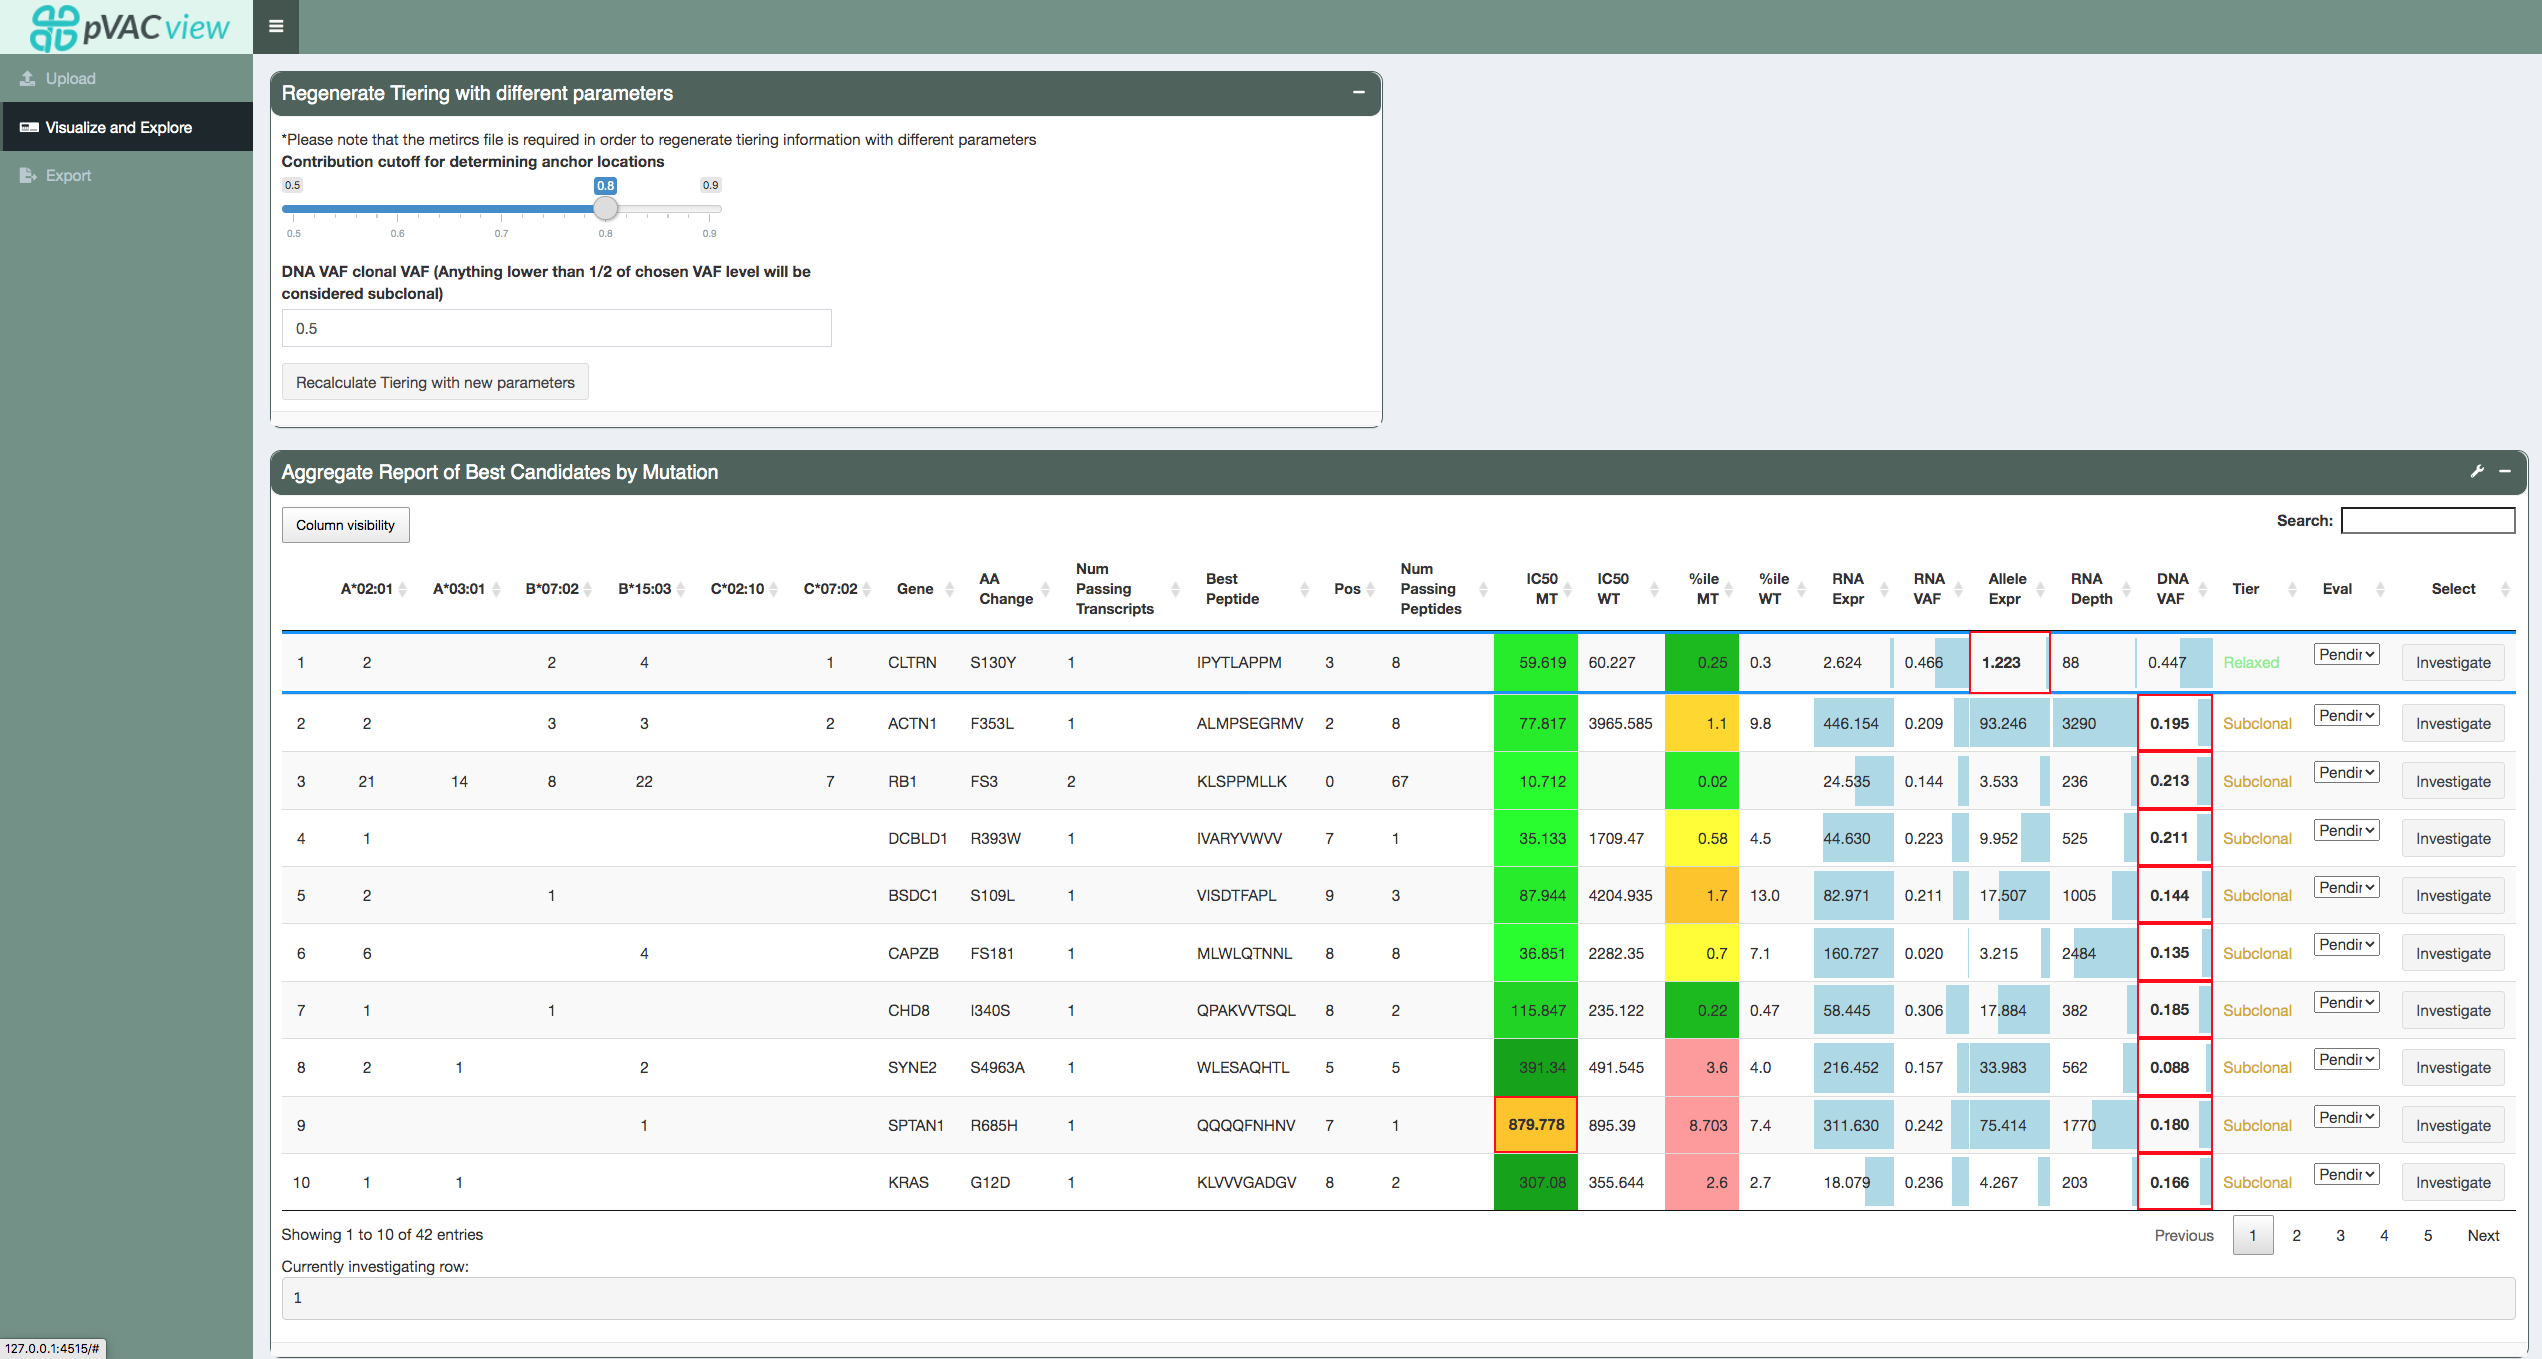 pVACview
Upload
Visualize and Explore
Export
Regenerate Tiering with different parameters
*Please note that the metircs file is required in order to regenerate tiering information with different parameters
Contribution cutoff for determining anchor locations
0.5 0.8 0.9
0.5 0.6 0.7 0.8 0.9
DNA VAF clonal VAF (Anything lower than 1/2 of chosen VAF level will be
considered subclonal)
0.5
Recalculate Tiering with new parameters
Aggregate Report of Best Candidates by Mutation
Column visibility
Search:
A*02:01 A*03:01 B*07:02 B*15:03 C*02:10 C*07:02 Gene AA Change Num Passing Transcripts Best Peptide Pos Num Passing Peptides IC50 MT IC50 WT %ile MT %ile WT RNA Expr RNA VAF Allele Expr RNA Depth DNA VAF Tier Eval Select
1 2 2 4 1 CLTRN S130Y 1 IPYTLAPPM 3 8 59.619 60.227 0.25 0.3 2.624 0.466 1.223 88 0.447 Relaxed Pendir Investigate
2 2 3 3 2 ACTN1 F353L 1 ALMPSEGRMV 2 8 77.817 3965.585 1.1 9.8 446.154 0.209 93.246 3290 0.195 Subclonal Pendir Investigate
3 21 14 8 22 7 RB1 FS3 2 KLSPPMLLK 0 67 10.712 0.02 24.535 0.144 3.533 236 0.213 Subclonal Pendir Investigate
4 1 DCBLD1 R393W 1 IVARYVWVV 7 1 35.133 1709.47 0.58 4.5 44.630 0.223 9.952 525 0.211 Subclonal Pendir Investigate
5 2 1 BSDC1 S109L 1 VISDTFAPL 9 3 87.944 4204.935 1.7 13.0 82.971 0.211 17.507 1005 0.144 Subclonal Pendir Investigate
6 6 4 CAPZB FS181 1 MLWLQTNNL 8 8 36.851 2282.35 0.7 7.1 160.727 0.020 3.215 2484 0.135 Subclonal Pendir Investigate
7 1 1 CHD8 I340S 1 QPAKVVTSQL 8 2 115.847 235.122 0.22 0.47 58.445 0.306 17.884 382 0.185 Subclonal Pendir Investigate
8 2 1 2 SYNE2 S4963A 1 WLESAQHTL 5 5 391.34 491.545 3.6 4.0 216.452 0.157 33.983 562 0.088 Subclonal Pendir Investigate
9 1 SPTAN1 R685H 1 QQQQFNHNV 7 1 879.778 895.39 8.703 7.4 311.630 0.242 75.414 1770 0.180 Subclonal Pendir Investigate
10 1 1 KRAS G12D 1 KLVVVGADGV 8 2 307.08 355.644 2.6 2.7 18.079 0.236 4.267 203 0.166 Subclonal Pendir Investigate
Showing 1 to 10 of 42 entries
Previous 1 2 3 4 5 Next
Currently investigating row:
1
127.0.0.1:4515/#